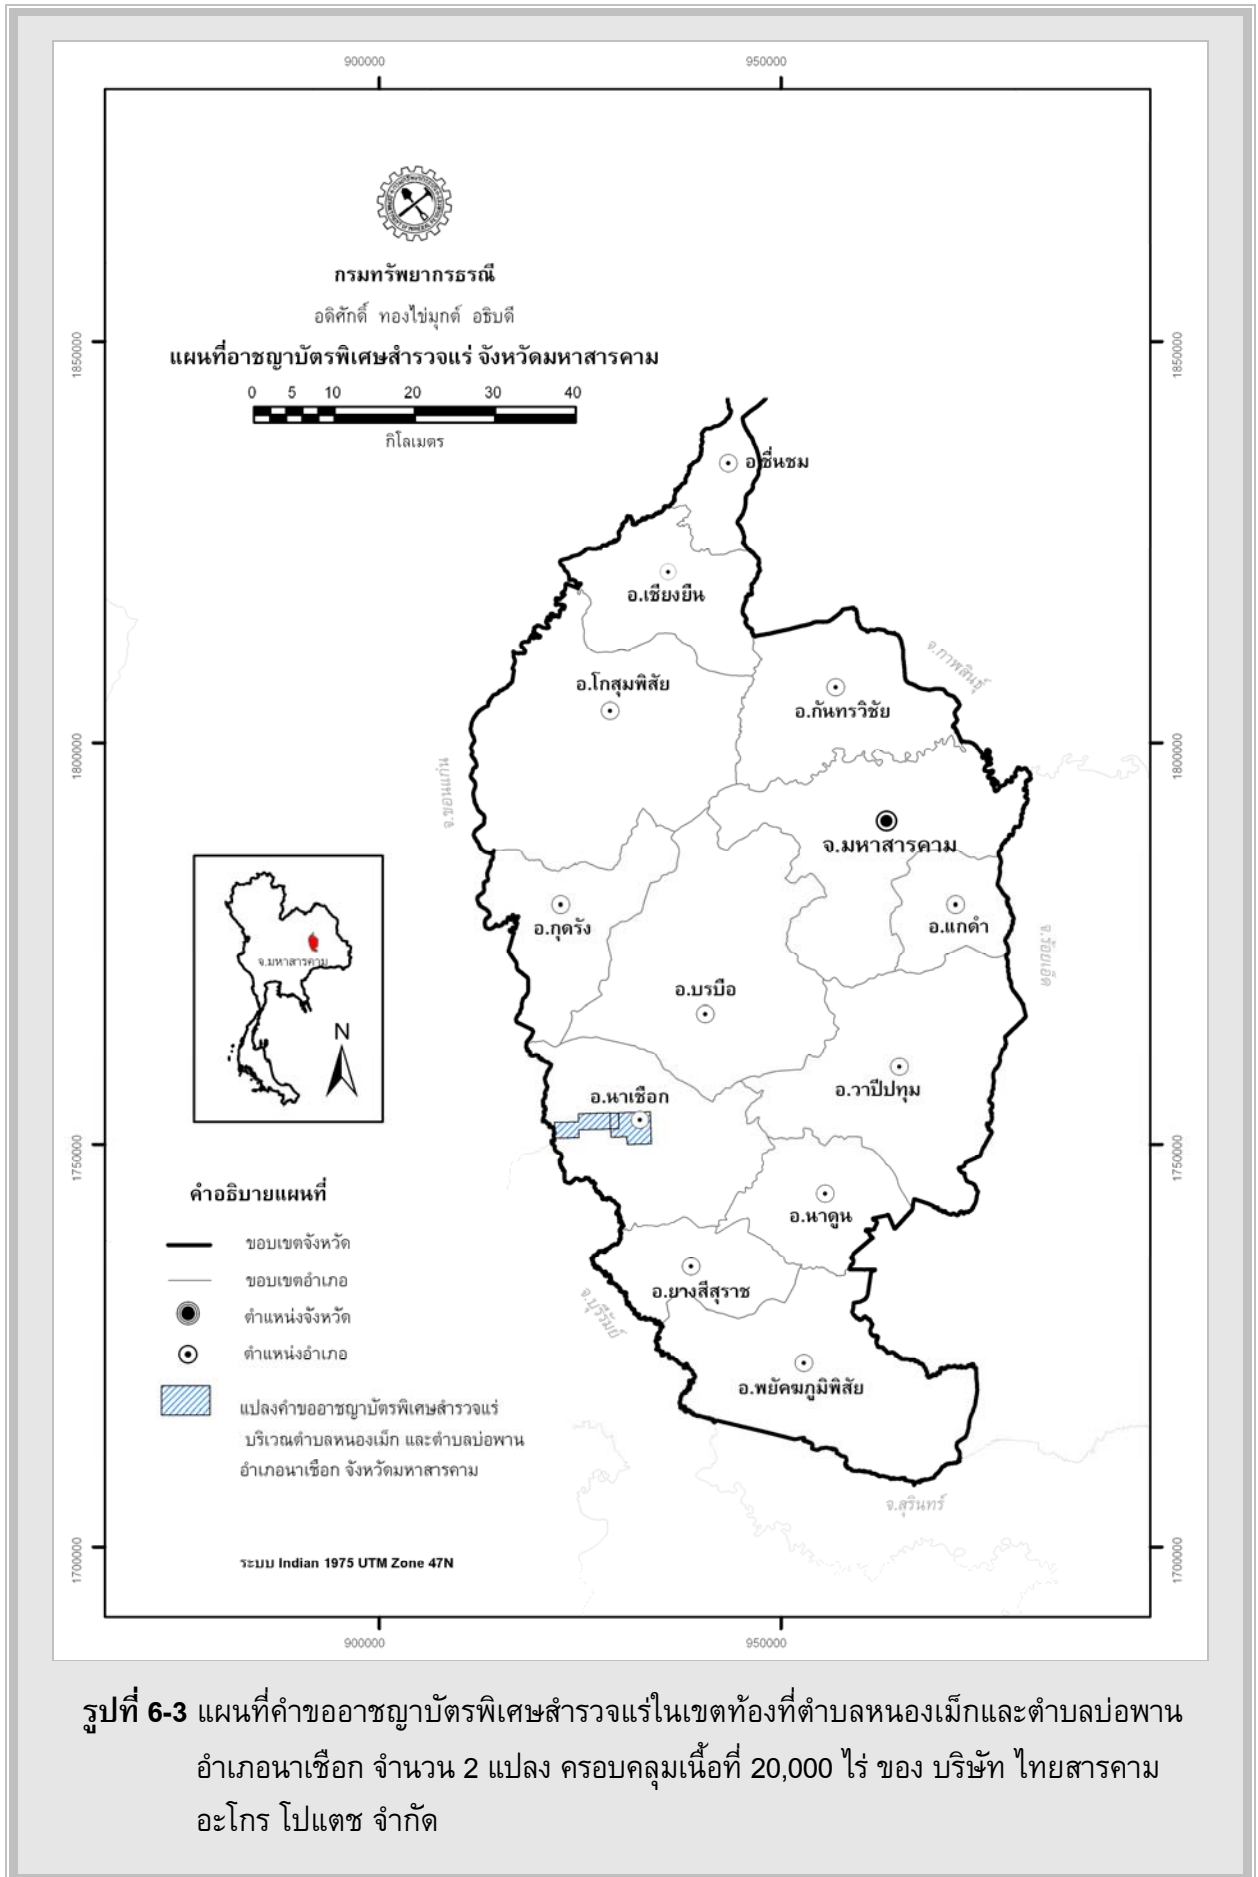 900000
950000
กรมทรัพยากรธรณี
อดิศักดิ์ ทองไข่มุกต์ อธิบดี
แผนที่อาชญาบัตรพิเศษสำรวจแร่ จังหวัดมหาสารคาม
0 5 10 20 30 40
กิโลเมตร
1850000
1850000
อ.ชื่นชม
อ.เชียงยืน
จ.กาฬสินธุ์
อ.โกสุมพิสัย
อ.กันทรวิชัย
1800000
1800000
จ.ขอนแก่น
จ.มหาสารคาม
อ.กุดรัง
อ.แกดำ
จ.ร้อยเอ็ด
จ.มหาสารคาม
N
อ.บรบือ
อ.นาเชือก
อ.วาปีปทุม
1750000
1750000
อ.นาดูน
อ.ยางสีสุราช
จ.บุรีรัมย์
อ.พยัคฆภูมิพิสัย
จ.สุรินทร์
คำอธิบายแผนที่
ขอบเขตจังหวัด
ขอบเขตอำเภอ
ตำแหน่งจังหวัด
ตำแหน่งอำเภอ
แปลงคำขออาชญาบัตรพิเศษสำรวจแร่
บริเวณตำบลหนองเม็ก และตำบลบ่อพาน
อำเภอนาเชือก จังหวัดมหาสารคาม
1700000
1700000
ระบบ Indian 1975 UTM Zone 47N
900000
950000
รูปที่ 6-3 แผนที่คำขออาชญาบัตรพิเศษสำรวจแร่ในเขตท้องที่ตำบลหนองเม็กและตำบลบ่อพาน
อำเภอนาเชือก จำนวน 2 แปลง ครอบคลุมเนื้อที่ 20,000 ไร่ ของ บริษัท ไทยสารคาม
อะโกร โปแตช จำกัด